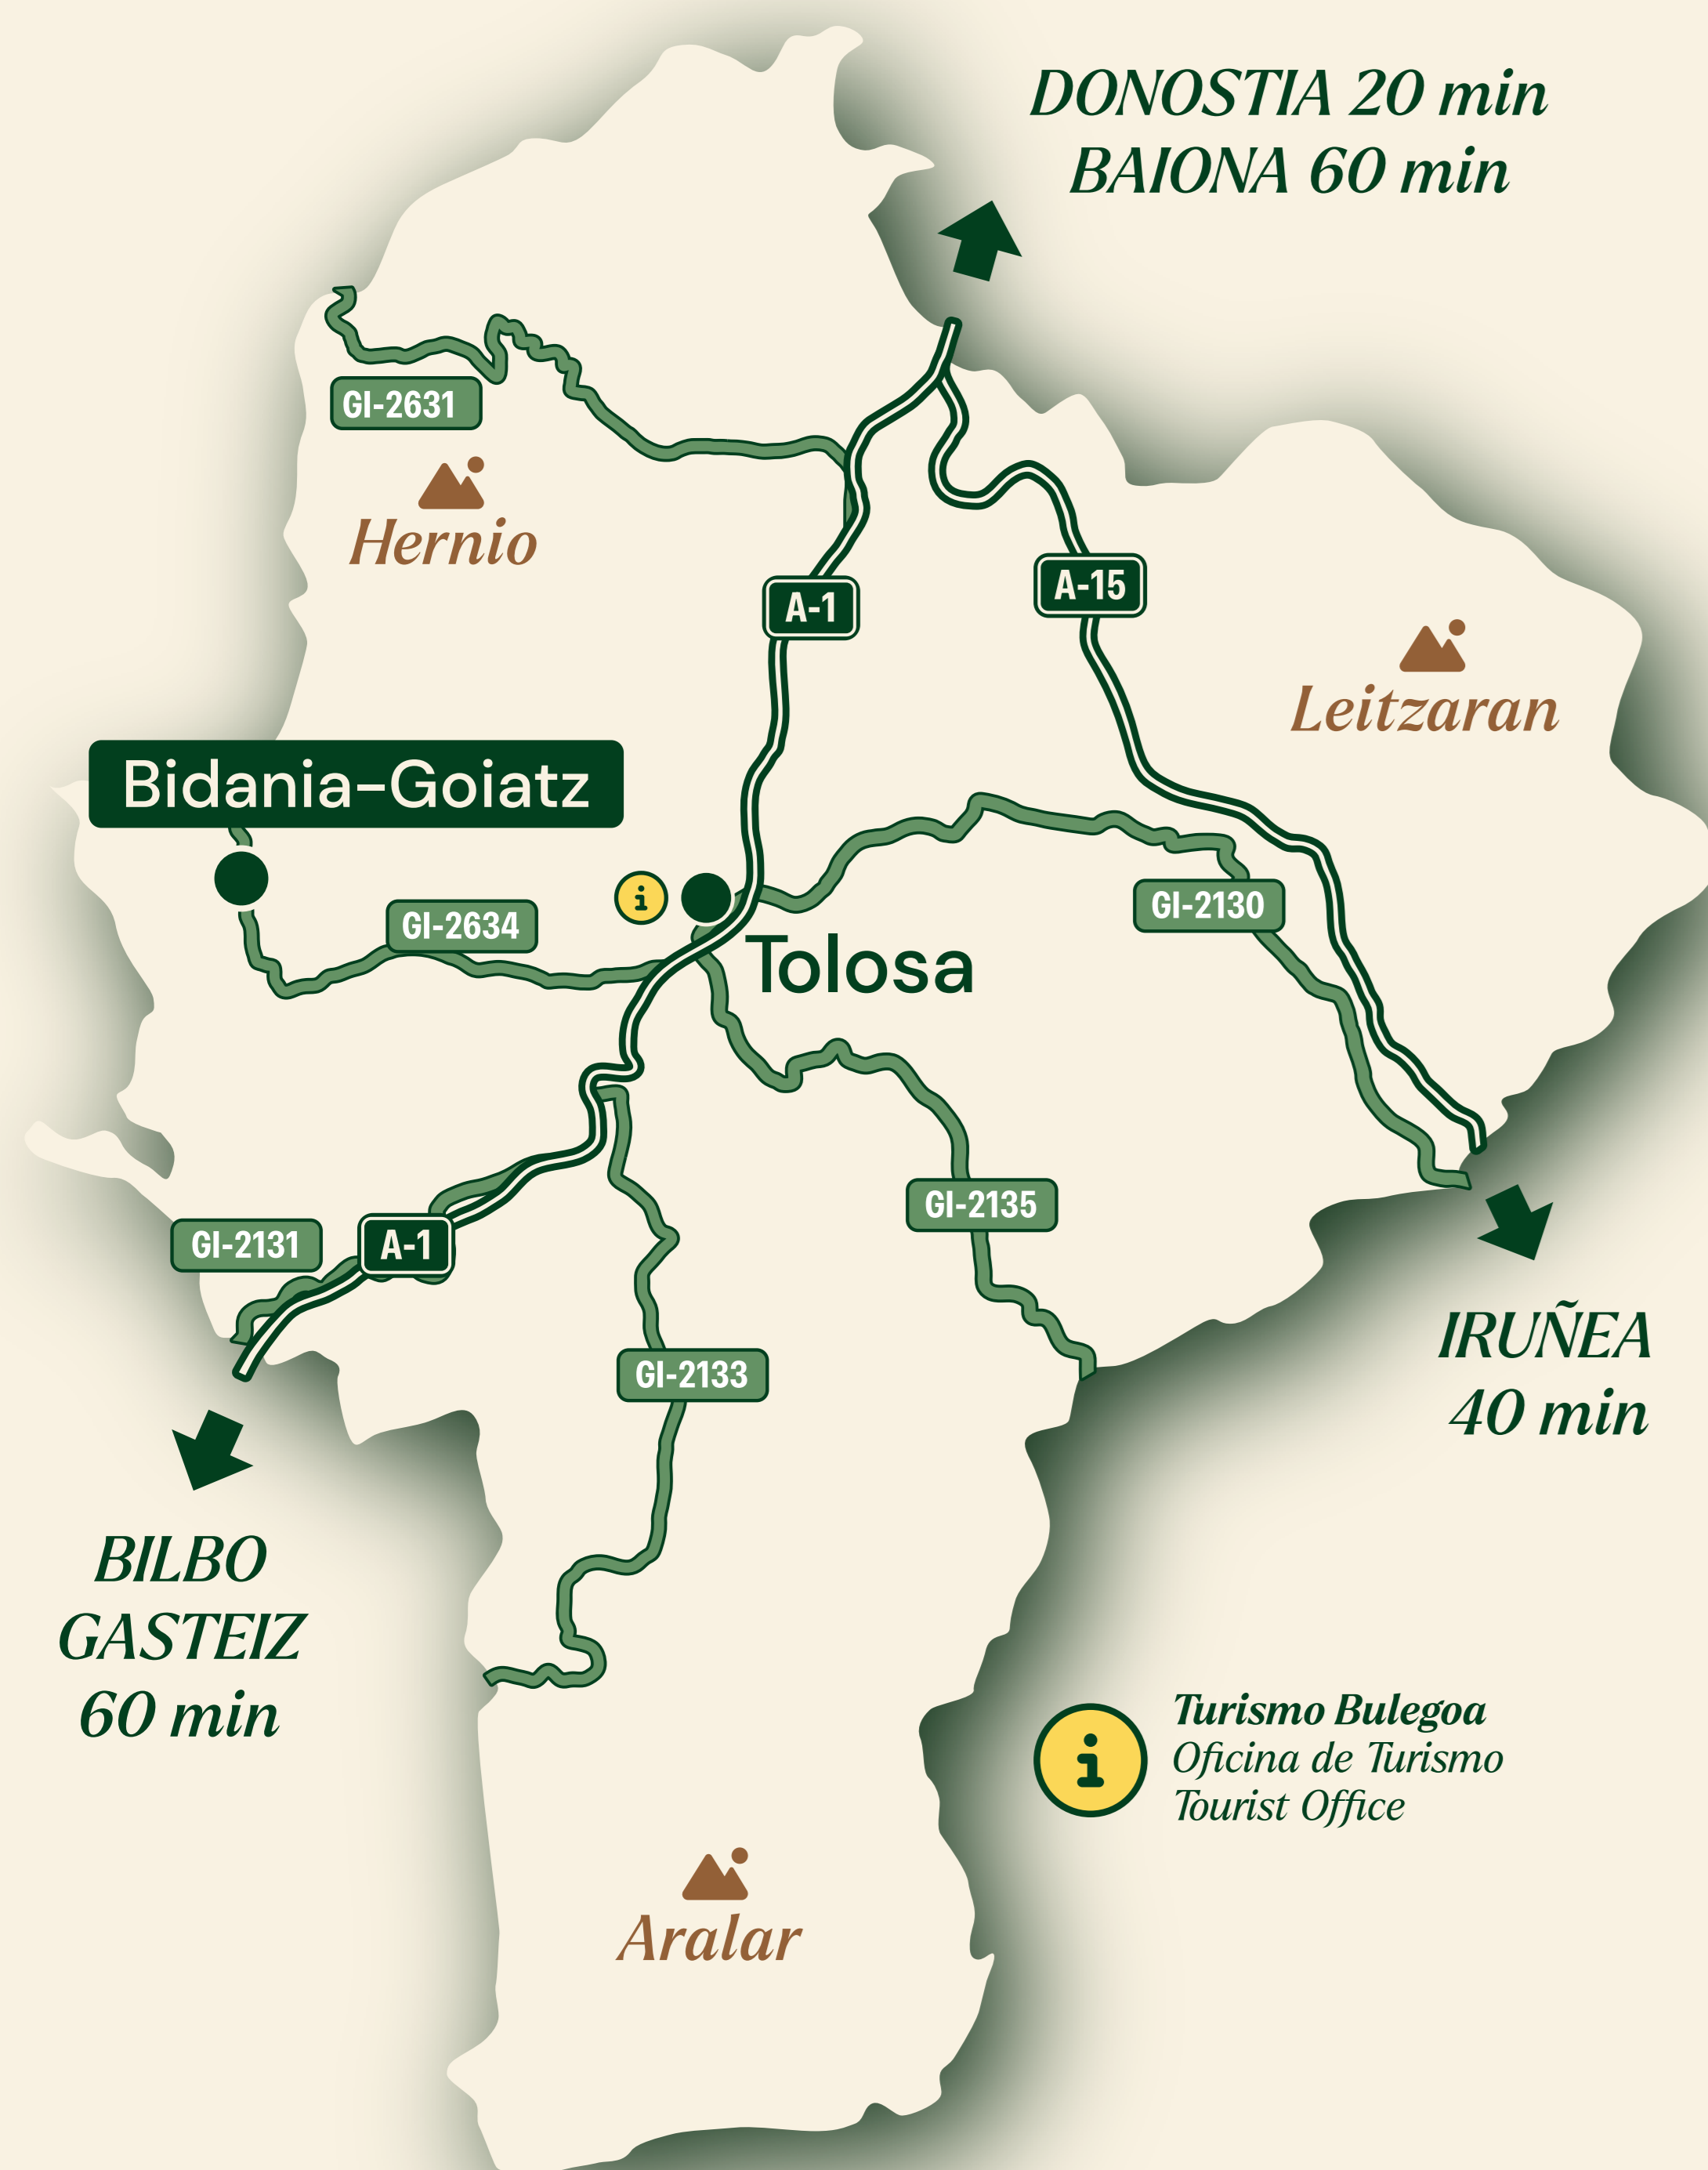 DONOSTIA 20 min
BAIONA 60 min
GI-2631
Hernio
A-1
A-15
Leitzaran
Bidania-Goiatz
GI-2634
GI-2130
Tolosa
GI-2135
GI-2131
A-1
IRUÑEA
40 min
GI-2133
BILBO
GASTEIZ
60 min
Turismo Bulegoa
Oficina de Turismo
Tourist Office
Aralar